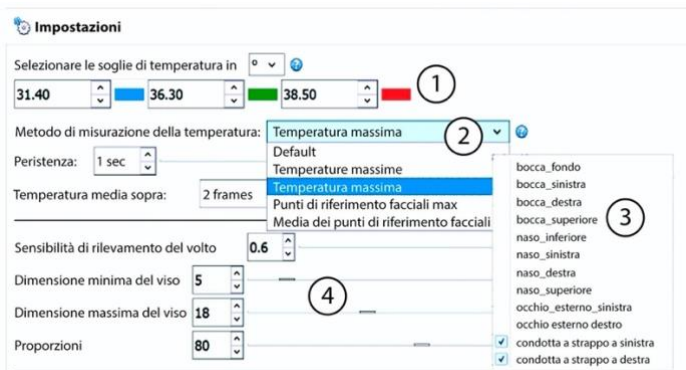 Impostazioni
Selezionare le soglie di temperatura in °
31.40 36.30 38.50 1
Metodo di misurazione della temperatura: Temperatura massima 2
Default
Peristenza: 1 sec
Temperature massime
Temperatura massima
Temperatura media sopra: 2 frames
Punti di riferimento facciali max
Media dei punti di riferimento facciali
bocca_fondo
bocca_sinistra
bocca_destra
bocca_superiore
3
naso_inferiore
naso_sinistra
naso_destra
naso_superiore
occhio_esterno_sinistra
occhio esterno destro
condotta a strappo a sinistra
condotta a strappo a destra
Sensibilità di rilevamento del volto 0.6
Dimensione minima del viso 5
4
Dimensione massima del viso 18
Proporzioni 80